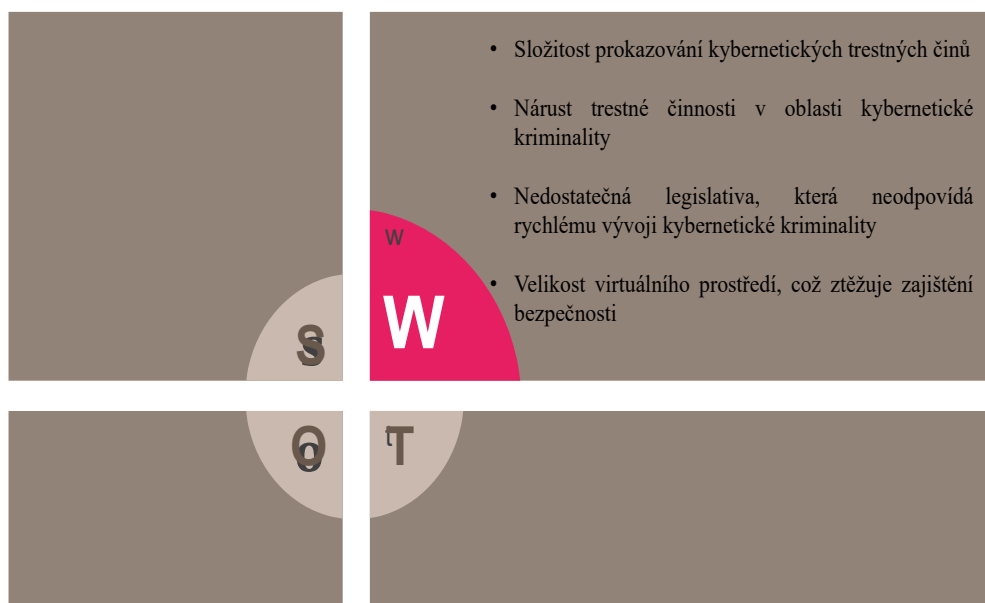 • Složitost prokazování kybernetických trestných činů
• Nárust trestné činnosti v oblasti kybernetické
kriminality
• Nedostatečná legislativa, která neodpovídá
rychlému vývoji kybernetické kriminality
• Velikost virtuálního prostředí, což ztěžuje zajištění
bezpečnosti
w
W
S
s
O
o
T
t